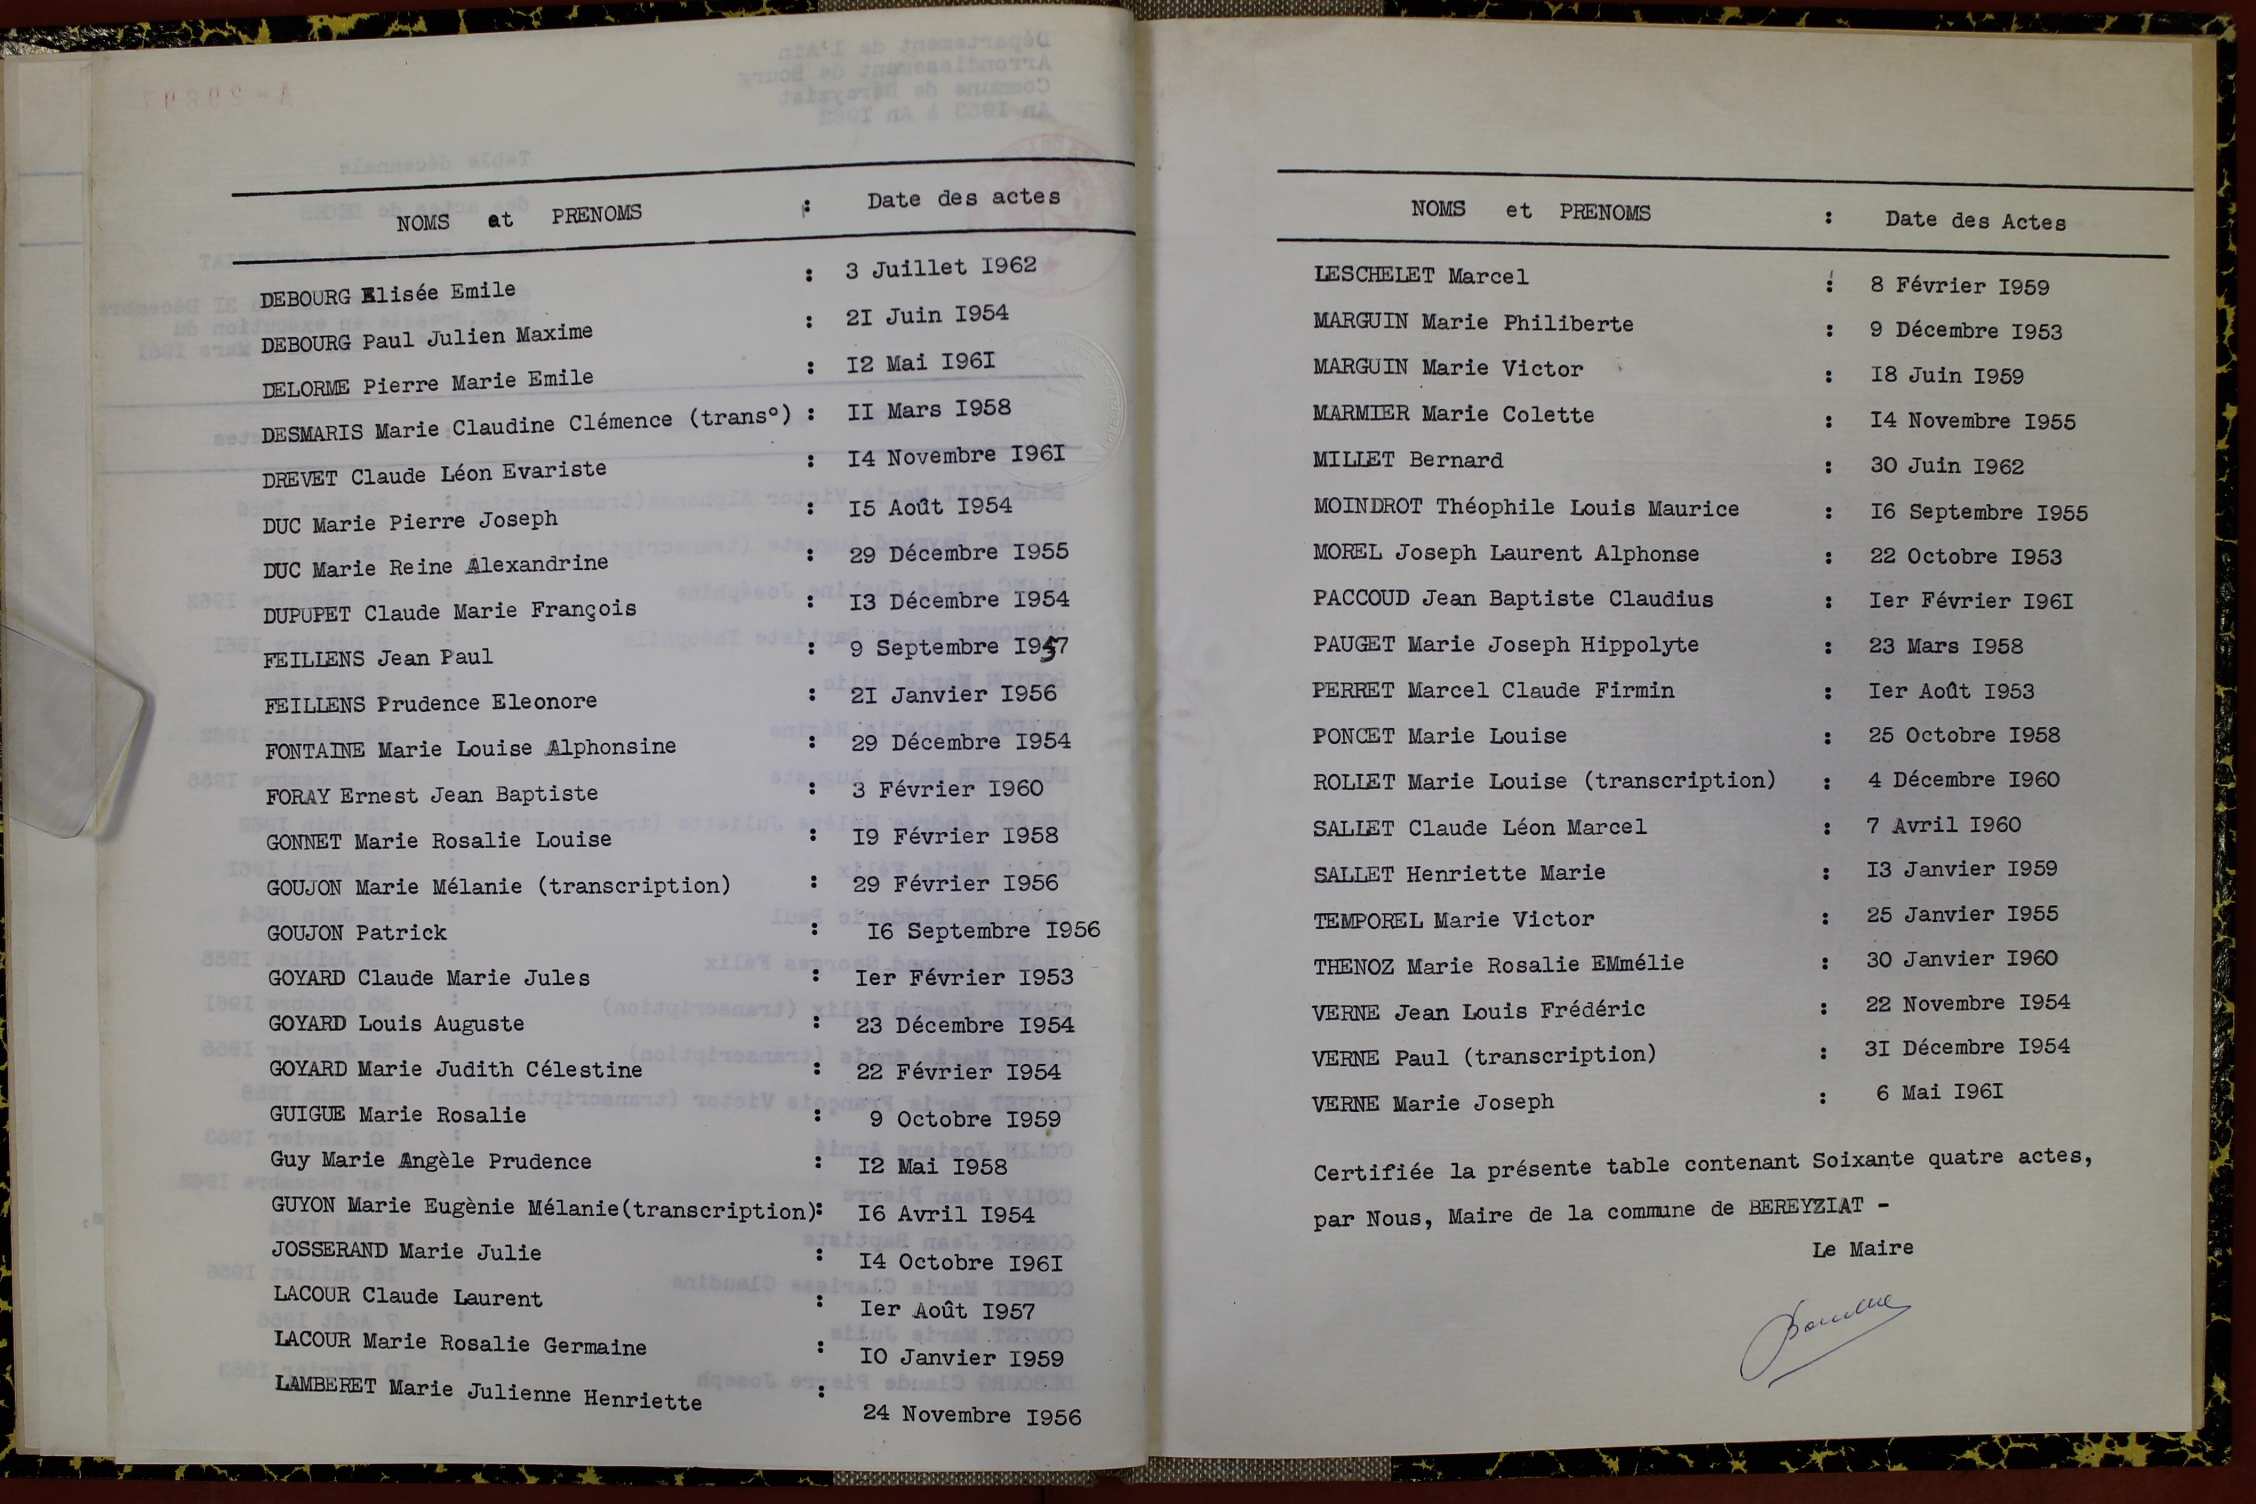 NOMS et PRENOMS : Date des actes
DEBOURG Elisée Emile : 3 Juillet I962
DEBOURG Paul Julien Maxime : 2I Juin I954
DELORME Pierre Marie Emile : I2 Mai I96I
DESMARIS Marie Claudine Clémence (trans°) : II Mars I958
DREVET Claude Léon Evariste : I4 Novembre I96I
DUC Marie Pierre Joseph : I5 Août I954
DUC Marie Reine Alexandrine : 29 Décembre I955
DUPUPET Claude Marie François : I3 Décembre I954
FEILLENS Jean Paul : 9 Septembre I957
FEILLENS Prudence Eleonore : 2I Janvier I956
FONTAINE Marie Louise Alphonsine : 29 Décembre I954
FORAY Ernest Jean Baptiste : 3 Février I960
GONNET Marie Rosalie Louise : I9 Février I958
GOUJON Marie Mélanie (transcription) : 29 Février I956
GOUJON Patrick : I6 Septembre I956
GOYARD Claude Marie Jules : Ier Février I953
GOYARD Louis Auguste : 23 Décembre I954
GOYARD Marie Judith Célestine : 22 Février I954
GUIGUE Marie Rosalie : 9 Octobre I959
Guy Marie Angèle Prudence : I2 Mai I958
GUYON Marie Eugènie Mélanie(transcription): I6 Avril I954
JOSSERAND Marie Julie : I4 Octobre I96I
LACOUR Claude Laurent : Ier Août I957
LACOUR Marie Rosalie Germaine : IO Janvier I959
LAMBERET Marie Julienne Henriette : 24 Novembre I956
NOMS et PRENOMS : Date des Actes
LESCHELET Marcel : 8 Février I959
MARGUIN Marie Philiberte : 9 Décembre I953
MARGUIN Marie Victor : I8 Juin I959
MARMIER Marie Colette : I4 Novembre I955
MILLET Bernard : 30 Juin I962
MOINDROT Théophile Louis Maurice : I6 Septembre I955
MOREL Joseph Laurent Alphonse : 22 Octobre I953
PACCOUD Jean Baptiste Claudius : Ier Février I96I
PAUGET Marie Joseph Hippolyte : 23 Mars I958
PERRET Marcel Claude Firmin : Ier Août I953
PONCET Marie Louise : 25 Octobre I958
ROLLET Marie Louise (transcription) : 4 Décembre I960
SALLET Claude Léon Marcel : 7 Avril I960
SALLET Henriette Marie : I3 Janvier I959
TEMPOREL Marie Victor : 25 Janvier I955
THENOZ Marie Rosalie EMmélie : 30 Janvier I960
VERNE Jean Louis Frédéric : 22 Novembre I954
VERNE Paul (transcription) : 3I Décembre I954
VERNE Marie Joseph : 6 Mai I96I
Certifiée la présente table contenant Soixante quatre actes,
par Nous, Maire de la commune de BEREYZIAT -
Le Maire